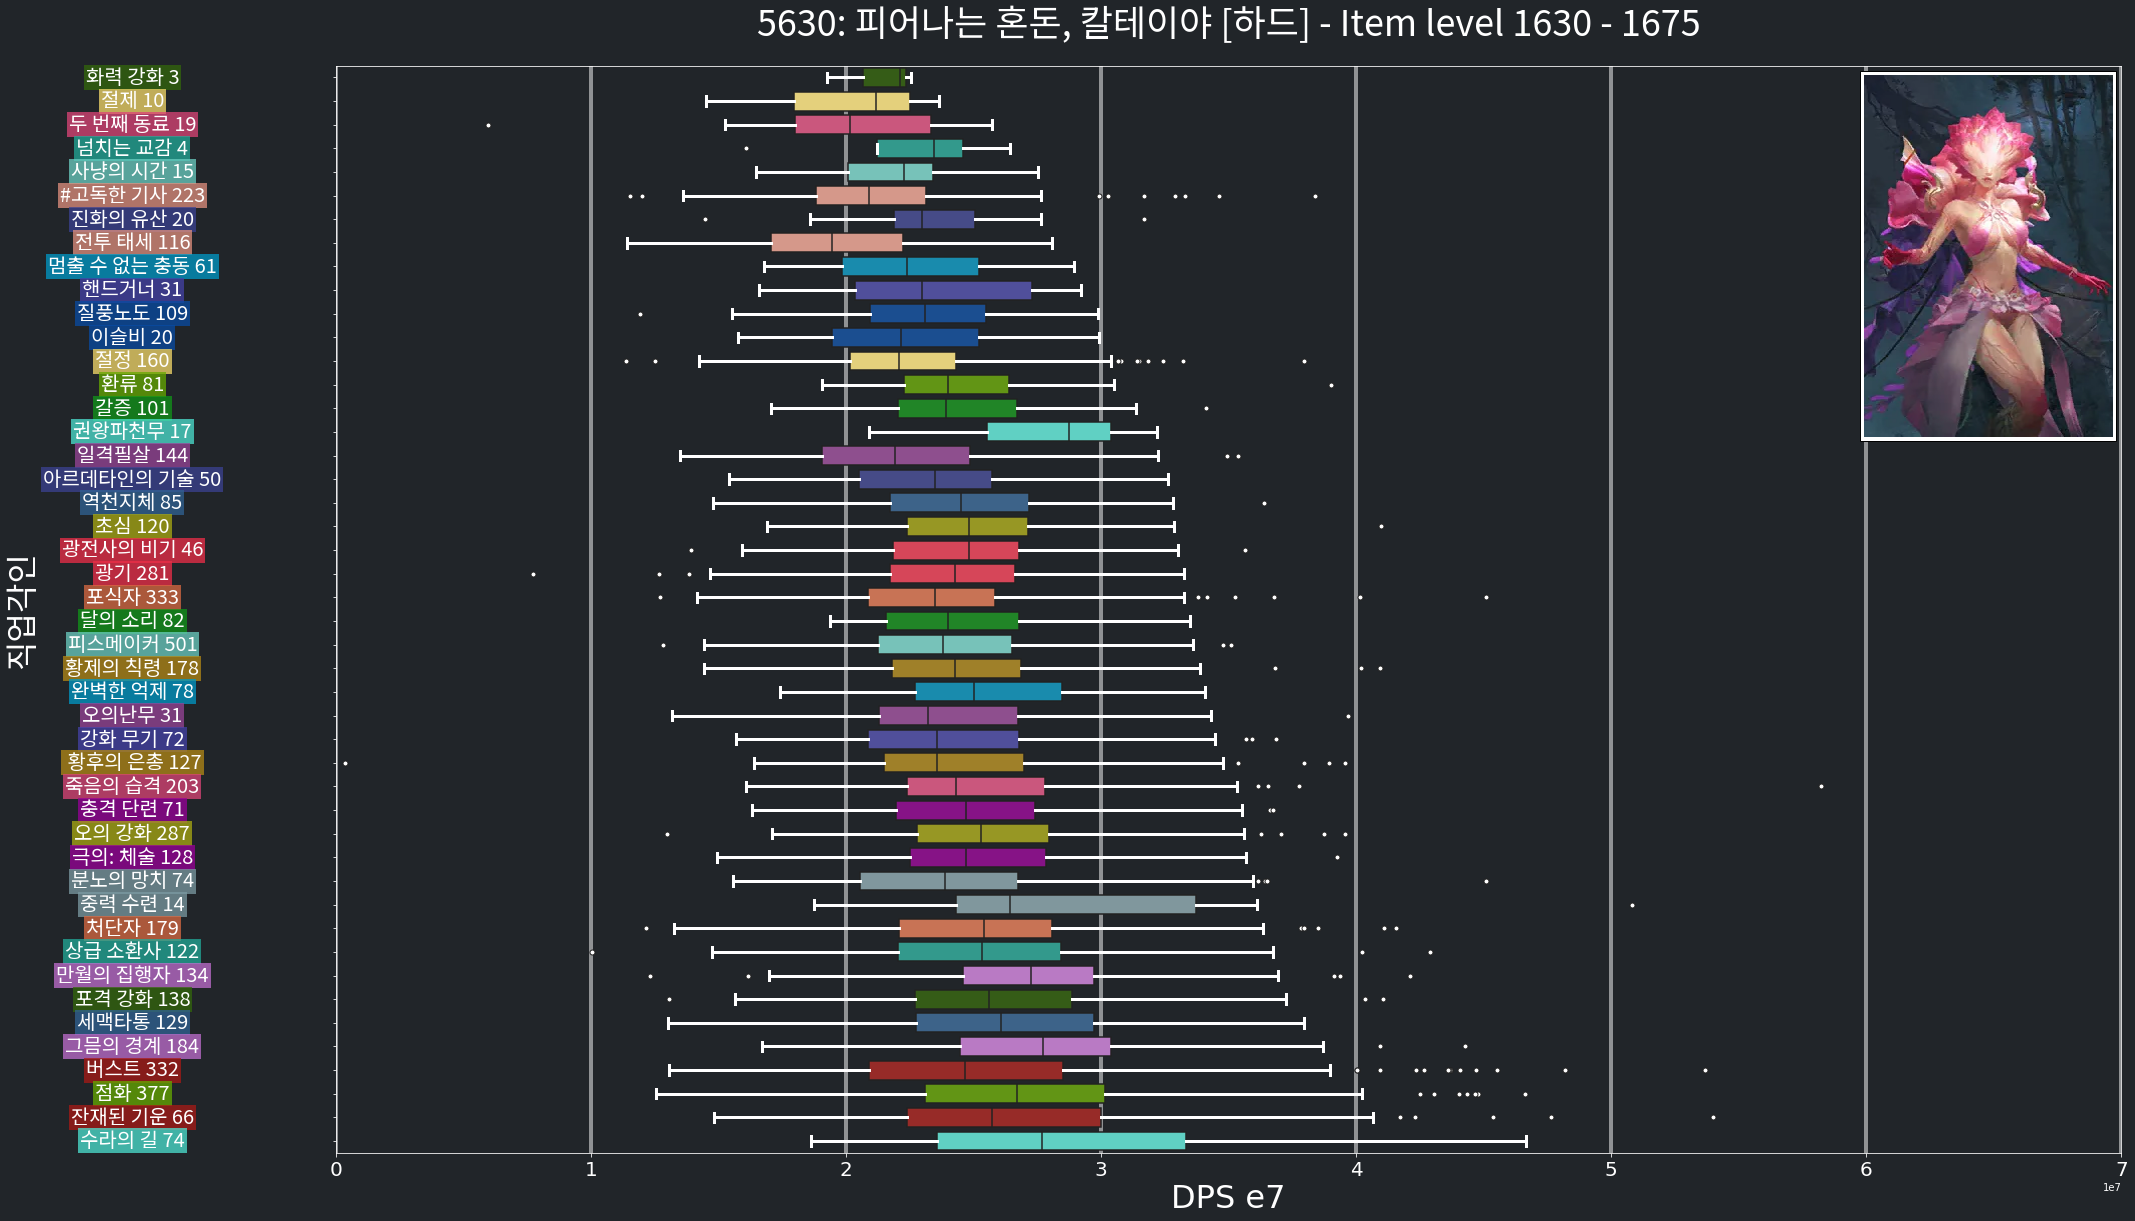 5630: 피어나는 혼돈, 칼테이야 [하드] - Item level 1630 - 1675
화력 강화 3
절제 10
두 번째 동료 19
넘치는 교감 4
사냥의 시간 15
#고독한 기사 223
진화의 유산 20
전투 태세 116
멈출 수 없는 충동 61
핸드거너 31
질풍노도 109
이슬비 20
절정 160
환류 81
갈증 101
권왕파천무 17
일격필살 144
아르데타인의 기술 50
역천지체 85
초심 120
광전사의 비기 46
광기 281
포식자 333
달의 소리 82
피스메이커 501
황제의 칙령 178
완벽한 억제 78
오의난무 31
강화 무기 72
황후의 은총 127
죽음의 습격 203
충격 단련 71
오의 강화 287
극의: 체술 128
분노의 망치 74
중력 수련 14
처단자 179
상급 소환사 122
만월의 집행자 134
포격 강화 138
세맥타통 129
그믐의 경계 184
버스트 332
점화 377
잔재된 기운 66
수라의 길 74
직업각인
0 1 2 3 4 5 6 7
1e7
DPS e7